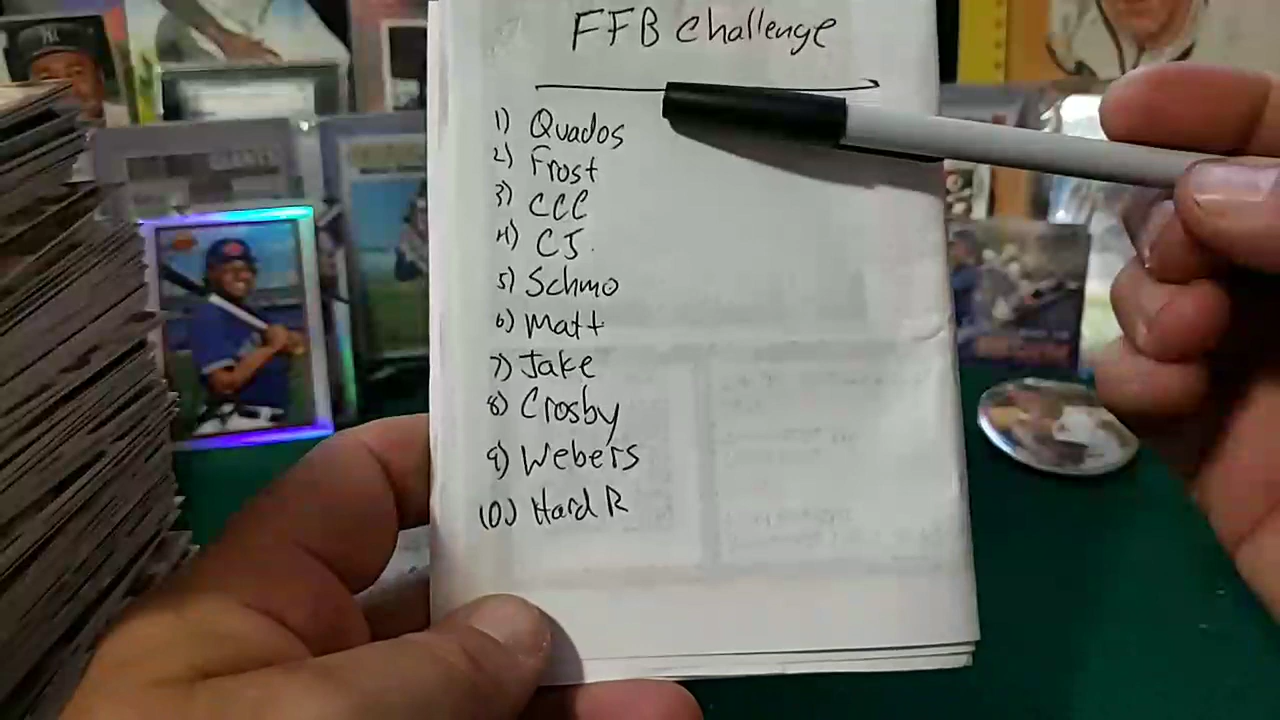 FFB Challenge
1) Quados
2) Frost
3) CCC
4) CJ.
5) Schmo
6) Matt
7) Jake
8) Crosby
9) Webers
10.) Hard R